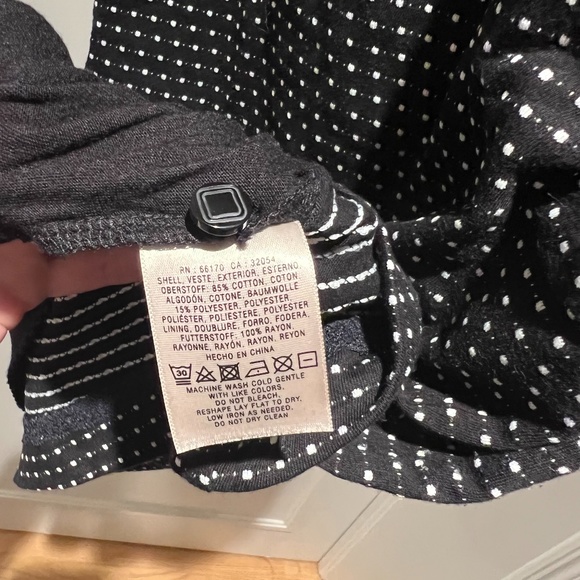 RN : 66170 CA : 32054
SHELL, VESTE, EXTERIOR, ESTERNO,
OBERSTOFF: 85% COTTON, COTON,
ALGODÓN, COTONE, BAUMWOLLE
15% POLYESTER, POLYESTER,
POLIÉSTER, POLIESTERE, POLYESTER
LINING, DOUBLURE, FORRO, FODERA,
FUTTERSTOFF: 100% RAYON,
RAYONNE, RAYÓN, RAYON, REYON
HECHO EN CHINA
30
MACHINE WASH COLD GENTLE
WITH LIKE COLORS.
DO NOT BLEACH.
RESHAPE LAY FLAT TO DRY.
LOW IRON AS NEEDED.
DO NOT DRY CLEAN